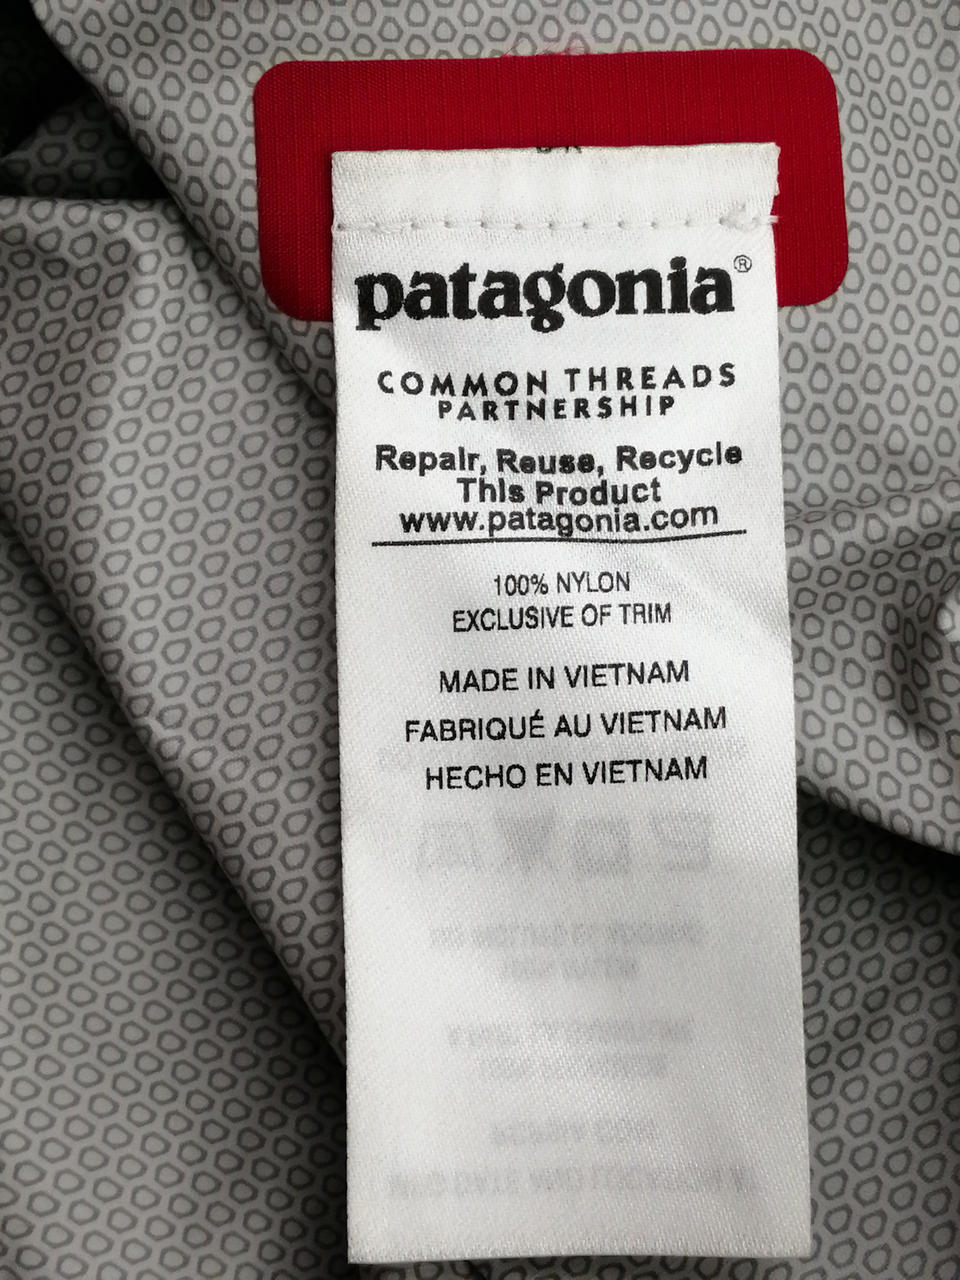 patagonia®
COMMON THREADS
PARTNERSHIP
Repair, Reuse, Recycle
This Product
www.patagonia.com
100% NYLON
EXCLUSIVE OF TRIM
MADE IN VIETNAM
FABRIQUÉ AU VIETNAM
HECHO EN VIETNAM